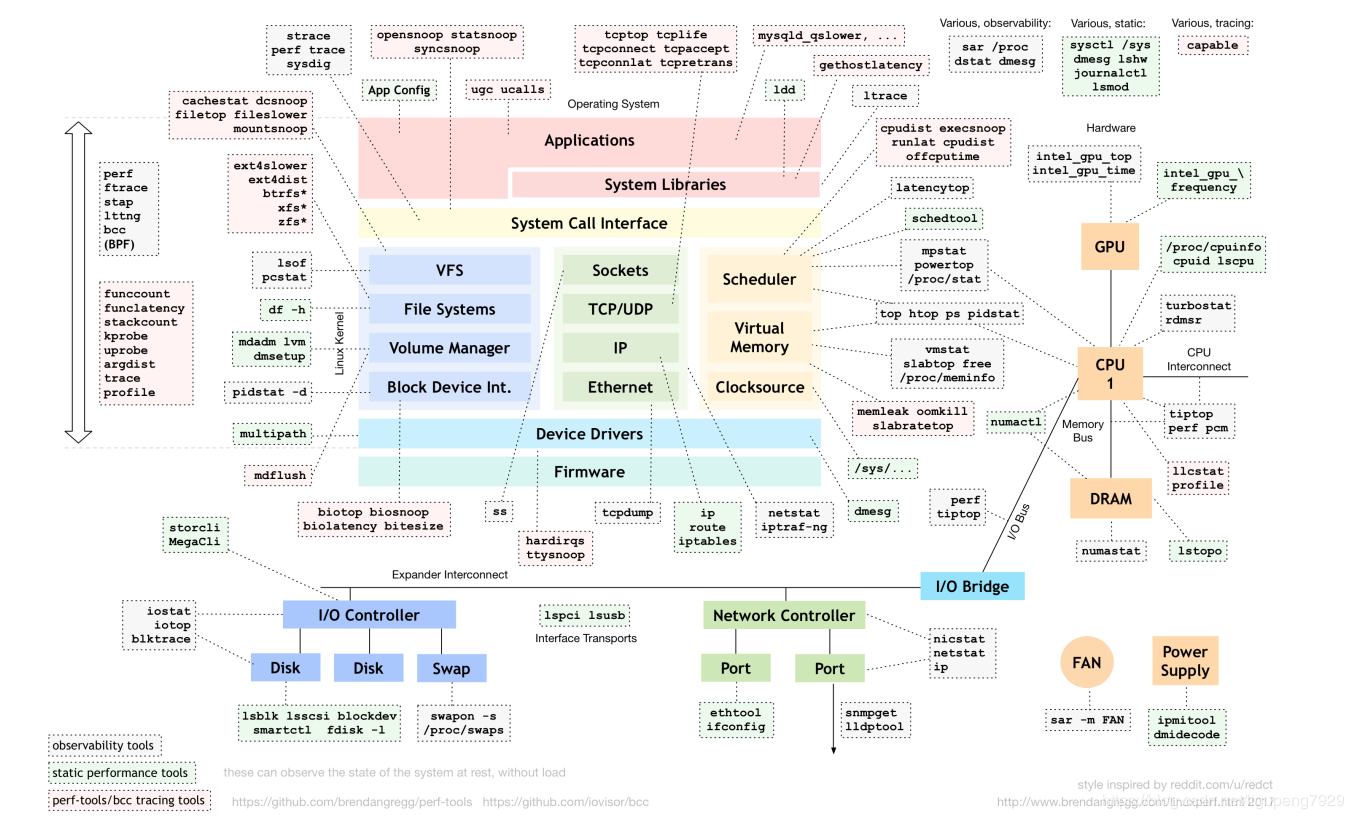 Various, observability:
sar /proc
dstat dmesg
Various, static:
sysctl /sys
dmesg lshw
journalctl
lsmod
Various, tracing:
capable
strace
perf trace
sysdig
opensnoop statsnoop
syncsnoop
tcptop tcplife
tcpconnect tcpaccept
tcpconnlat tcpretrans
mysqld_qslower, ...
gethostlatency
App Config
ugc ucalls
ldd
ltrace
Operating System
cachestat dcsnoop
filetop fileslower
mountsnoop
cpudist execsnoop
runlat cpudist
offcputime
Hardware
Applications
System Libraries
System Call Interface
intel_gpu_top
intel_gpu_time
intel_gpu_\
frequency
perf
ftrace
stap
lttng
bcc
(BPF)
ext4slower
ext4dist
btrfs*
xfs*
zfs*
latencytop
schedtool
mpstat
powertop
/proc/stat
GPU
/proc/cpuinfo
cpuid lscpu
lsof
pcstat
VFS
Sockets
Scheduler
funccount
funclatency
stackcount
kprobe
uprobe
argdist
trace
profile
df -h
File Systems
TCP/UDP
top htop ps pidstat
turbostat
rdmsr
Linux Kernel
mdadm lvm
dmsetup
Volume Manager
IP
Virtual
Memory
vmstat
slabtop free
/proc/meminfo
CPU
1
CPU
Interconnect
pidstat -d
Block Device Int.
Ethernet
Clocksource
memleak oomkill
slabratetop
numactl
Memory
Bus
tiptop
perf pcm
multipath
Device Drivers
mdflush
Firmware
/sys/...
llcstat
profile
DRAM
biotop biosnoop
biolatency bitesize
ss
hardirqs
ttysnoop
tcpdump
ip
route
iptables
netstat
iptraf-ng
dmesg
perf
tiptop
I/O Bus
numastat
lstopo
storcli
MegaCli
Expander Interconnect
I/O Bridge
iostat
iotop
blktrace
I/O Controller
lspci lsusb
Interface Transports
Network Controller
nicstat
netstat
ip
Disk
Disk
Swap
Port
Port
FAN
Power
Supply
lsblk lsscsi blockdev
smartctl fdisk -l
swapon -s
/proc/swaps
ethtool
ifconfig
snmpget
lldptool
sar -m FAN
ipmitool
dmidecode
observability tools
static performance tools
these can observe the state of the system at rest, without load
perf-tools/bcc tracing tools
https://github.com/brendangregg/perf-tools https://github.com/iovisor/bcc
style inspired by reddit.com/u/redct
http://www.brendangregg.com/linuxperf.html 2017